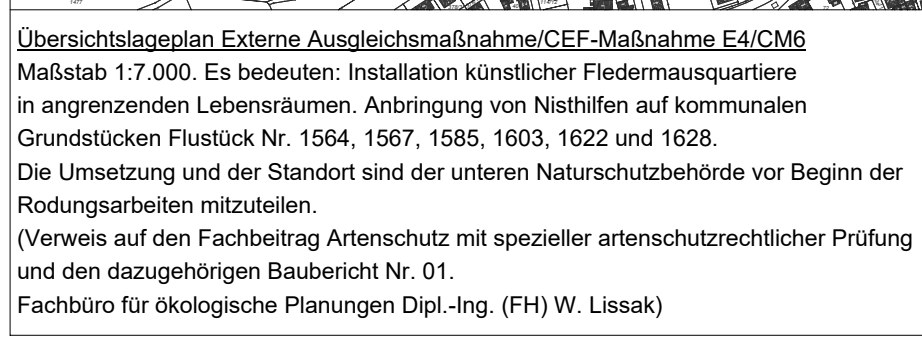 Übersichtslageplan Externe Ausgleichsmaßnahme/CEF-Maßnahme E4/CM6
Maßstab 1:7.000. Es bedeuten: Installation künstlicher Fledermausquartiere
in angrenzenden Lebensräumen. Anbringung von Nisthilfen auf kommunalen
Grundstücken Flustück Nr. 1564, 1567, 1585, 1603, 1622 und 1628.
Die Umsetzung und der Standort sind der unteren Naturschutzbehörde vor Beginn der
Rodungsarbeiten mitzuteilen.
(Verweis auf den Fachbeitrag Artenschutz mit spezieller artenschutzrechtlicher Prüfung
und den dazugehörigen Baubericht Nr. 01.
Fachbüro für ökologische Planungen Dipl.-Ing. (FH) W. Lissak)